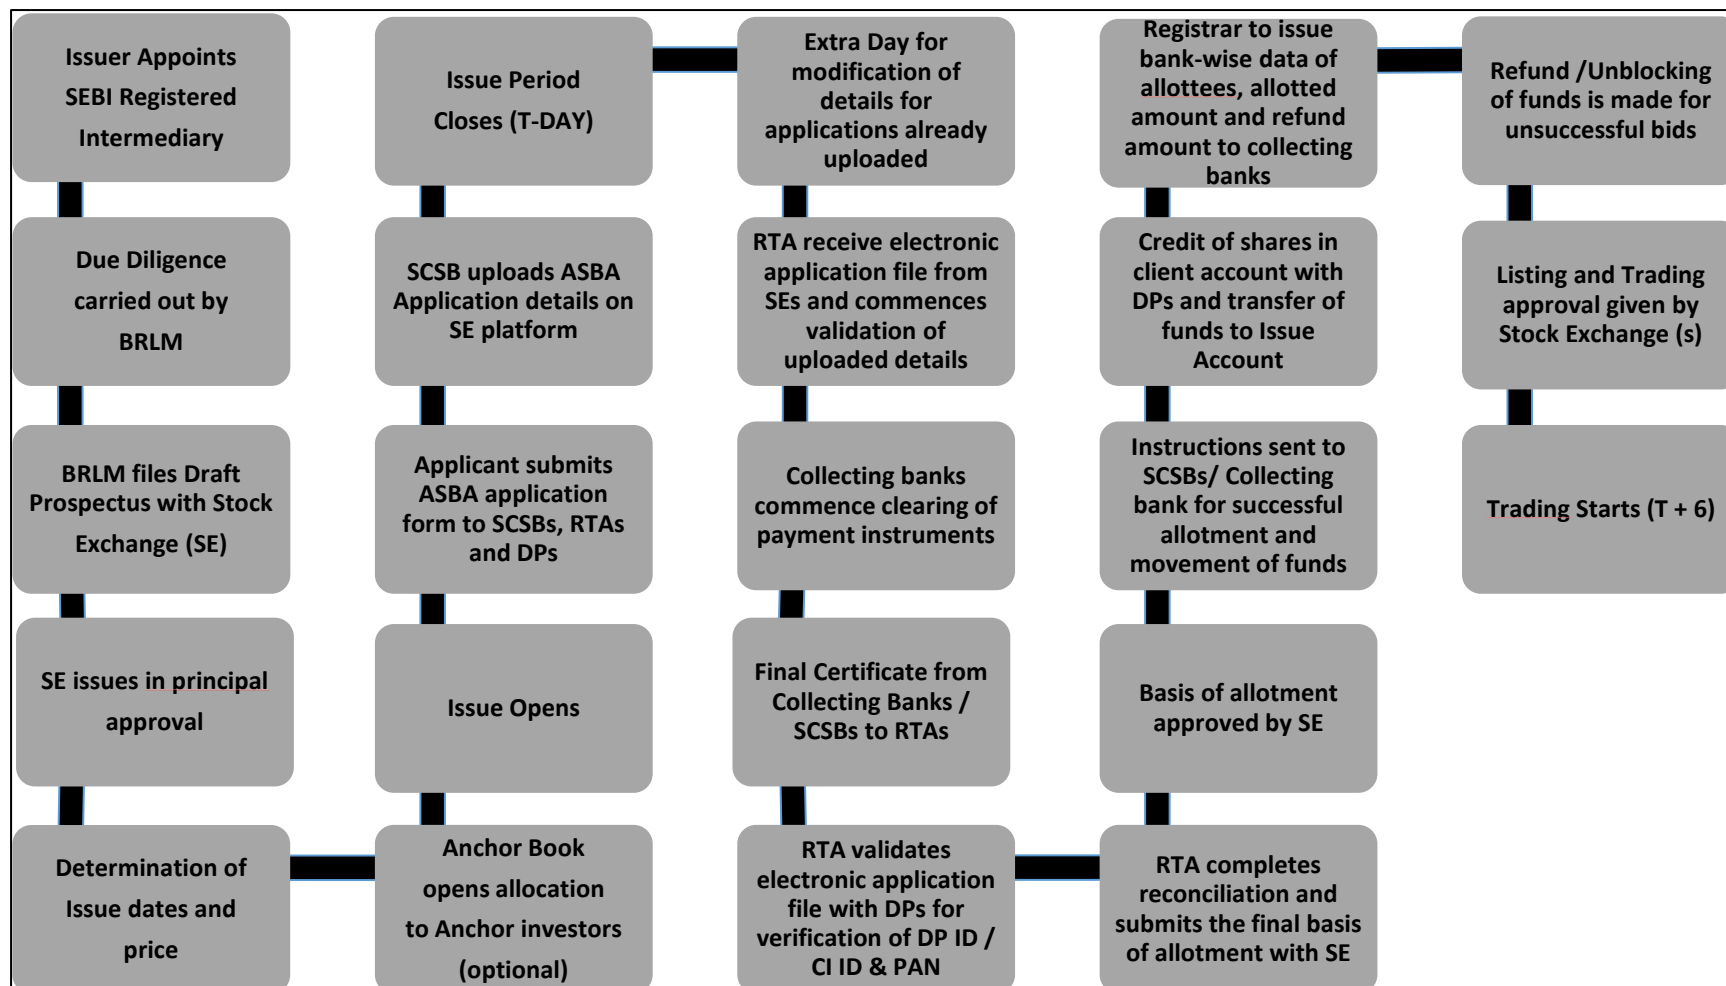 Issuer Appoints
SEBI Registered
Intermediary
Due Diligence
carried out by
BRLM
BRLM files Draft
Prospectus with Stock
Exchange (SE)
SE issues in principal
approval
Determination of
Issue dates and
price
Anchor Book
opens allocation
to Anchor investors
(optional)
Issue Opens
Applicant submits
ASBA application
form to SCSBs, RTAs
and DPs
SCSB uploads ASBA
Application details on
SE platform
Issue Period
Closes (T-DAY)
Extra Day for
modification of
details for
applications already
uploaded
RTA receive electronic
application file from
SEs and commences
validation of
uploaded details
Collecting banks
commence clearing of
payment instruments
Final Certificate from
Collecting Banks /
SCSBs to RTAs
RTA validates
electronic application
file with DPs for
verification of DP ID /
CI ID & PAN
RTA completes
reconciliation and
submits the final basis
of allotment with SE
Basis of allotment
approved by SE
Instructions sent to
SCSBs/ Collecting
bank for successful
allotment and
movement of funds
Credit of shares in
client account with
DPs and transfer of
funds to Issue
Account
Registrar to issue
bank-wise data of
allottees, allotted
amount and refund
amount to collecting
banks
Refund /Unblocking
of funds is made for
unsuccessful bids
Listing and Trading
approval given by
Stock Exchange (s)
Trading Starts (T + 6)